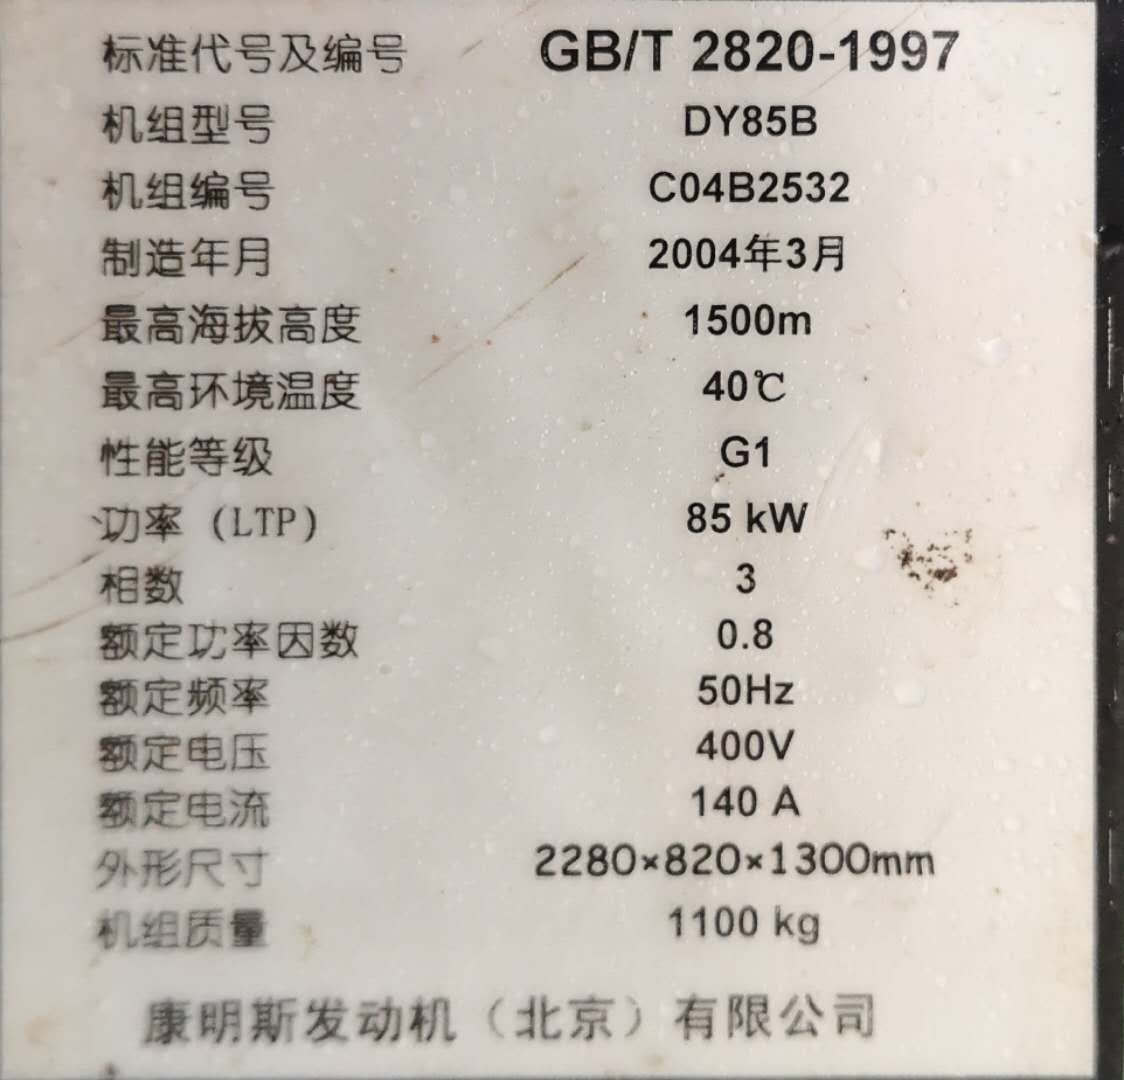 标准代号及编号 GB/T 2820-1997
机组型号 DY85B
机组编号 C04B2532
制造年月 2004年3月
最高海拔高度 1500m
最高环境温度 40℃
性能等级 G1
功率 (LTP) 85 kW
相数 3
额定功率因数 0.8
额定频率 50Hz
额定电压 400V
额定电流 140 A
外形尺寸 2280×820×1300mm
机组质量 1100 kg
康明斯发动机（北京）有限公司